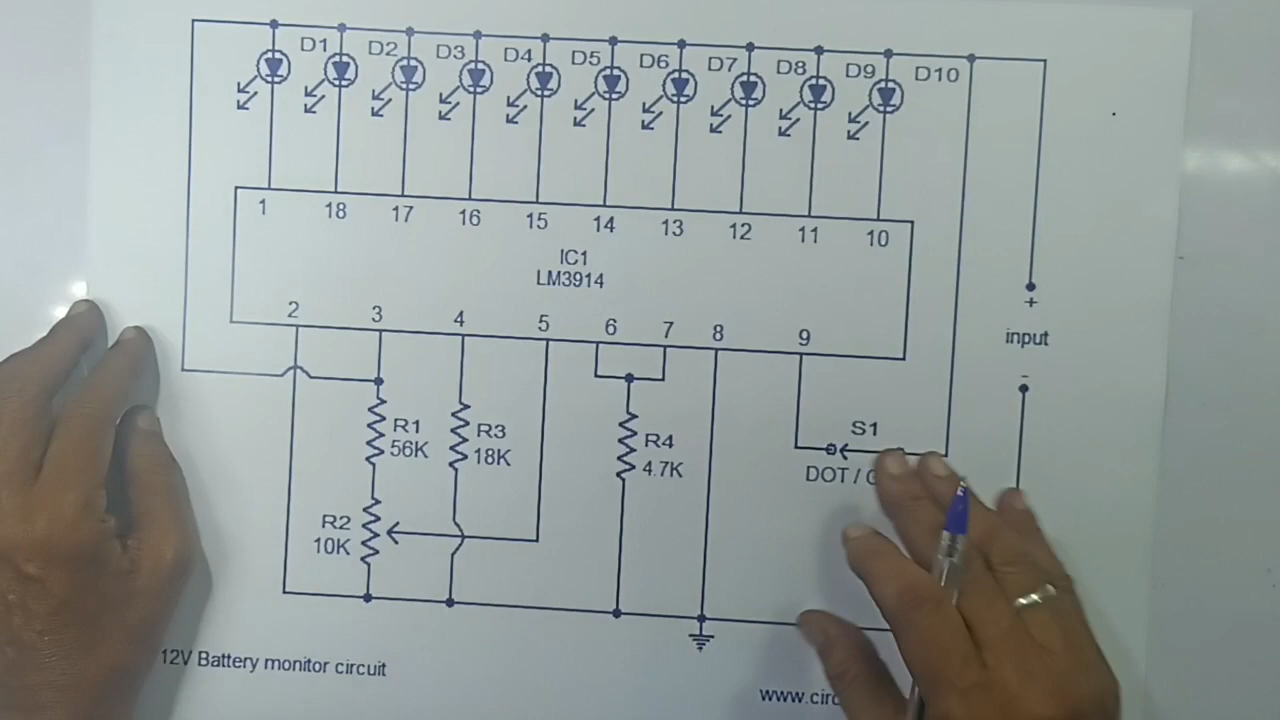 D1 D2 D3 D4 D5 D6 D7 D8 D9 D10
1 18 17 16 15 14 13 12 11 10
IC1
LM3914
2 3 4 5 6 7 8 9
+
input
-
R1
56K
R3
18K
R4
4.7K
S1
DOT /
R2
10K
12V Battery monitor circuit